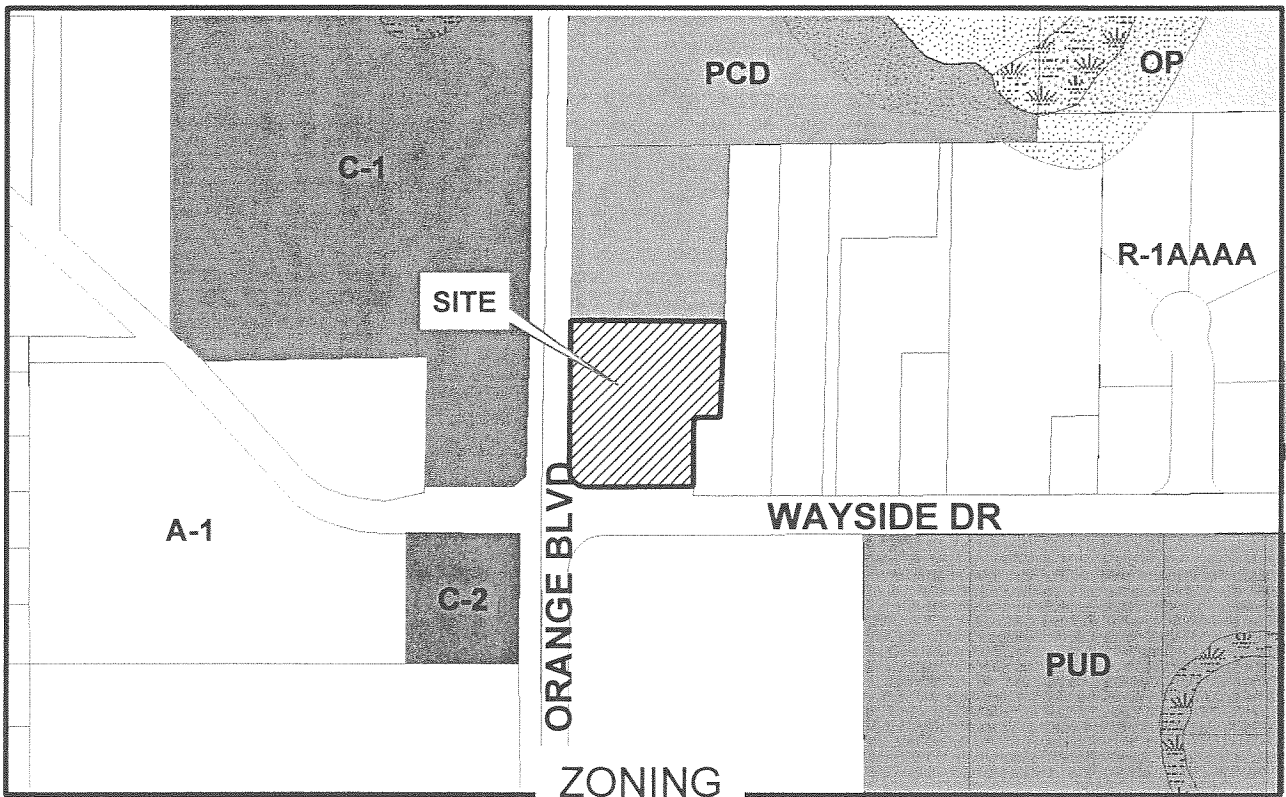 PCD
OP
C-1
R-1AAAA
SITE
ORANGE BLVD
WAYSIDE DR
A-1
C-2
PUD
ZONING